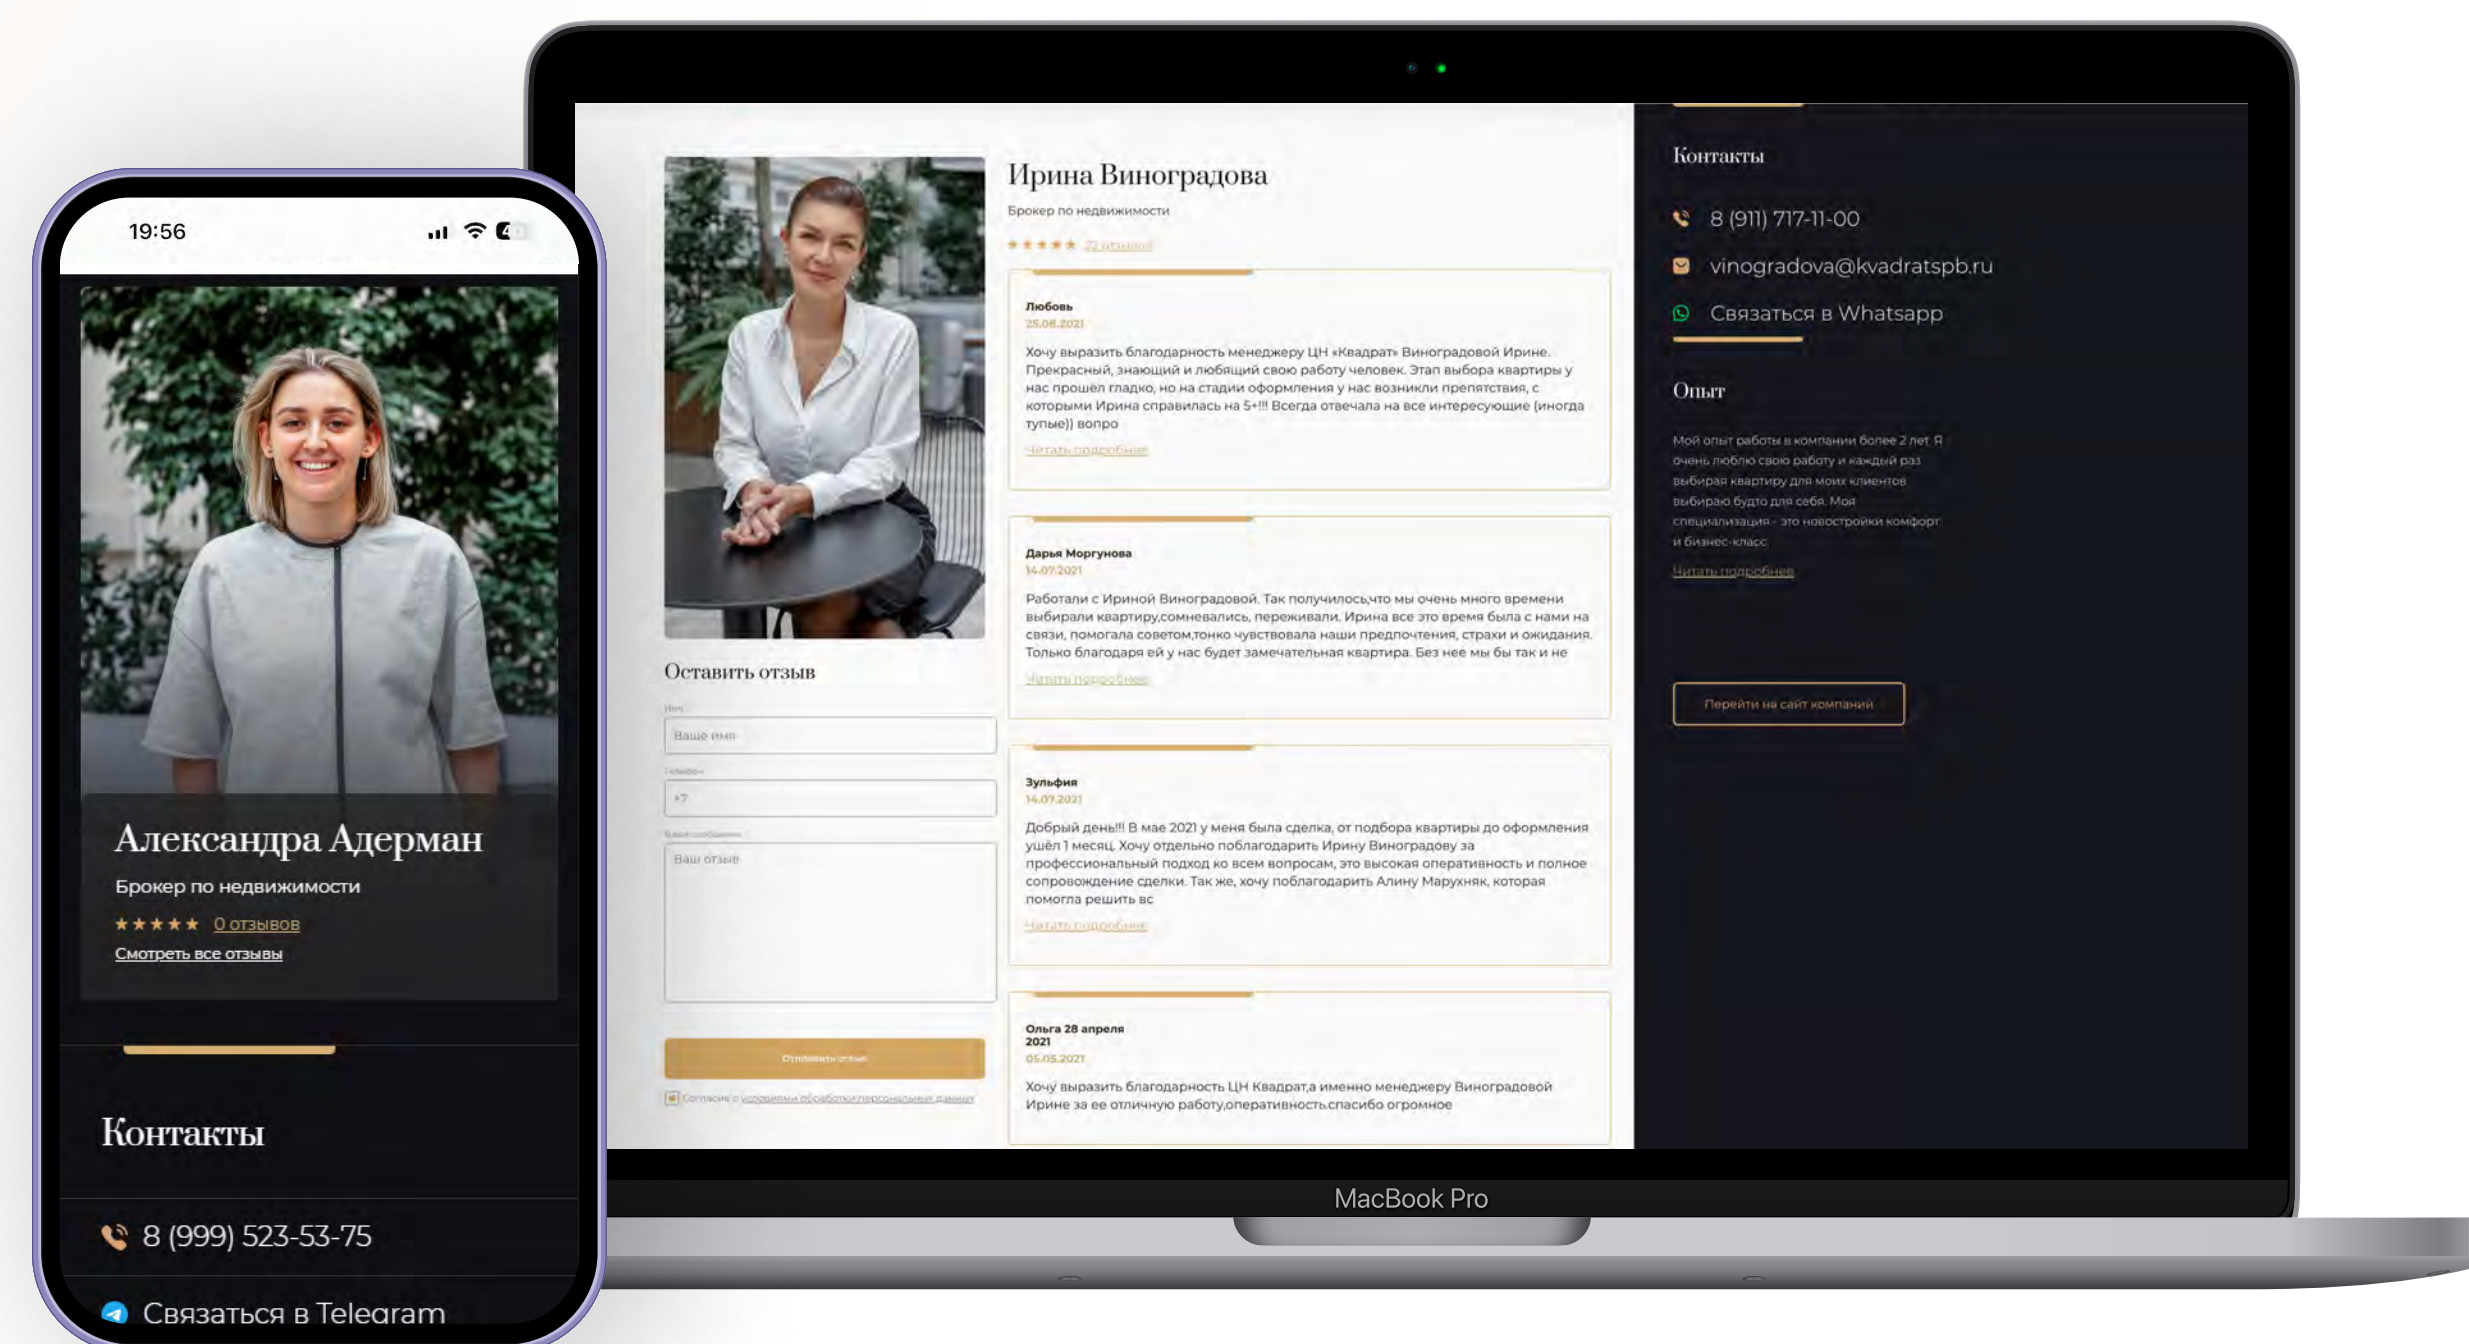 19:56
Александра Адерман
Брокер по недвижимости
0 отзывов
Смотреть все отзывы
Контакты
8 (999) 523-53-75
Связаться в Telegram
Ирина Виноградова
Брокер по недвижимости
отзывов
Любовь
25.08.2021
Хочу выразить благодарность менеджеру ЦН «Квадрат» Виноградовой Ирине.
Прекрасный, знающий и любящий свою работу человек. Этап выбора квартиры у
нас прошёл гладко, но на стадии оформления у нас возникли препятствия, с
которыми Ирина справилась на 5+!!! Всегда отвечала на все интересующие (иногда
тупые)) вопро
Читать подробнее
Дарья Моргунова
14.07.2021
Работали с Ириной Виноградовой. Так получилось,что мы очень много времени
выбирали квартиру,сомневались, переживали. Ирина все это время была с нами на
связи, помогала советом,тонко чувствовала наши предпочтения, страхи и ожидания.
Только благодаря ей у нас будет замечательная квартира. Без нее мы бы так и не
Читать подробнее
Зульфия
14.07.2021
Добрый день!!! В мае 2021 у меня была сделка, от подбора квартиры до оформления
ушёл 1 месяц. Хочу отдельно поблагодарить Ирину Виноградову за
профессиональный подход ко всем вопросам, это высокая оперативность и полное
сопровождение сделки. Так же, хочу поблагодарить Алину Марухняк, которая
помогла решить вс
Читать подробнее
Ольга 28 апреля
2021
05.05.2021
Хочу выразить благодарность ЦН Квадрат,а именно менеджеру Виноградовой
Ирине за ее отличную работу,оперативность.спасибо огромное
Оставить отзыв
Имя
Ваше имя
Телефон
+7
Ваше сообщение
Ваш отзыв
Отправить отзыв
Согласие с условиями обработки персональных данных
Контакты
8 (911) 717-11-00
vinogradova@kvadratspb.ru
Связаться в Whatsapp
Опыт
Мой опыт работы в компании более 2 лет. Я
очень люблю свою работу и каждый раз
выбирая квартиру для моих клиентов
выбираю будто для себя. Моя
специализация - это новостройки комфорт
и бизнес-класс.
Читать подробнее
Перейти на сайт компании
MacBook Pro